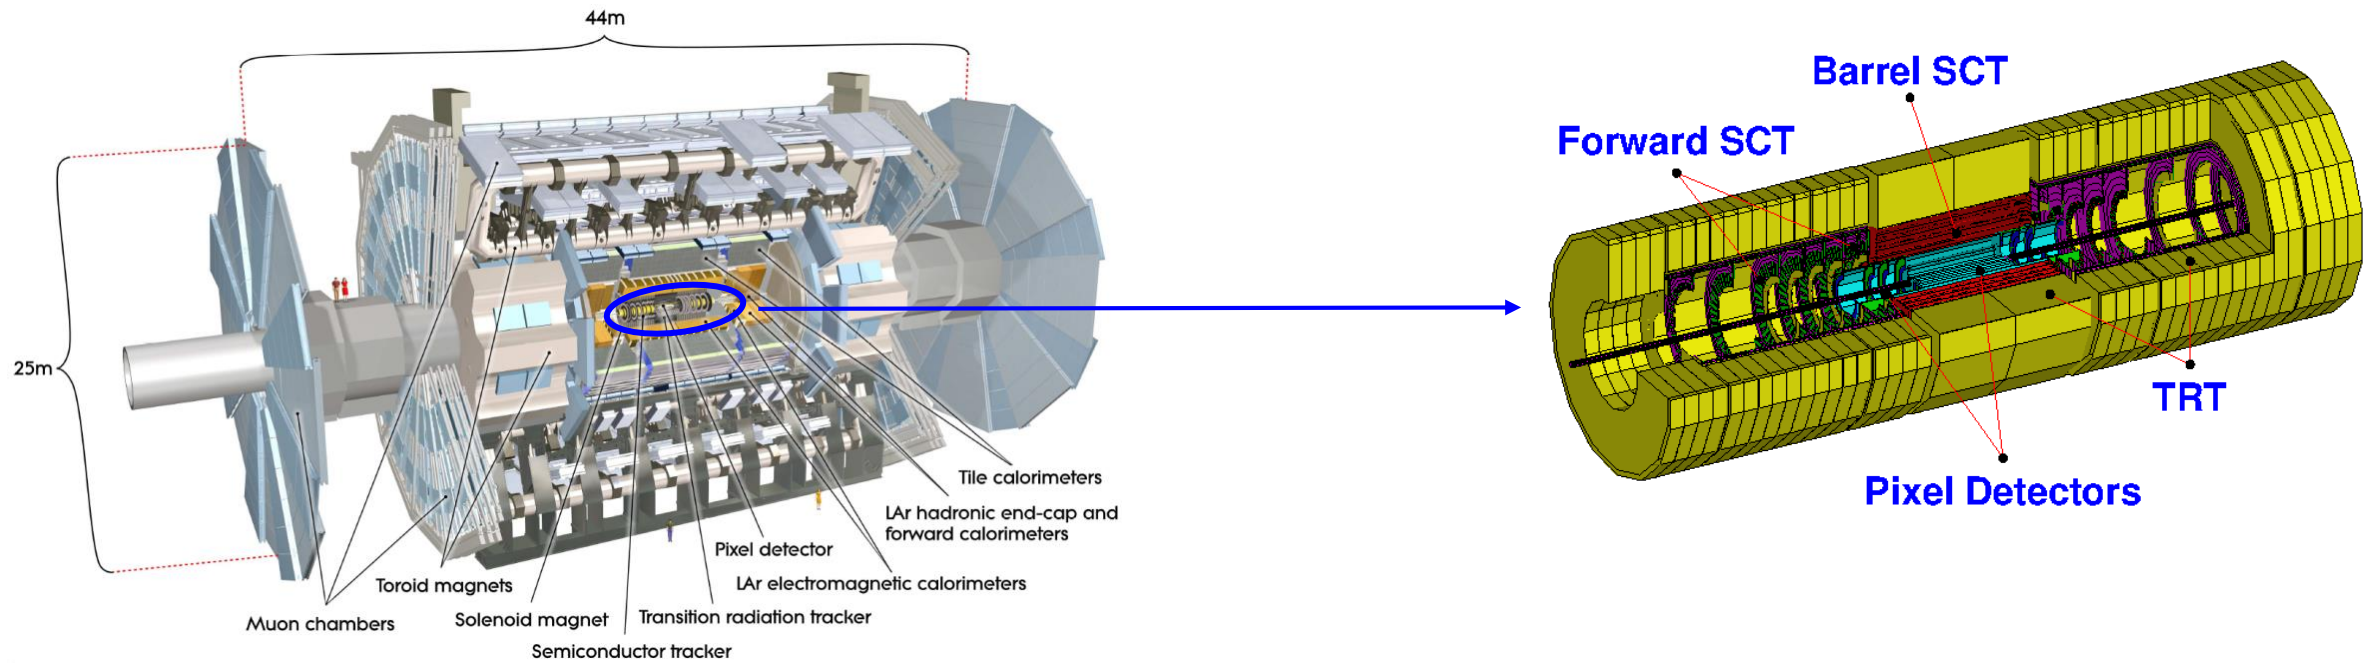 44m
25m
Tile calorimeters
LAr hadronic end-cap and
forward calorimeters
Pixel detector
LAr electromagnetic calorimeters
Toroid magnets
Solenoid magnet
Transition radiation tracker
Muon chambers
Semiconductor tracker
Barrel SCT
Forward SCT
TRT
Pixel Detectors